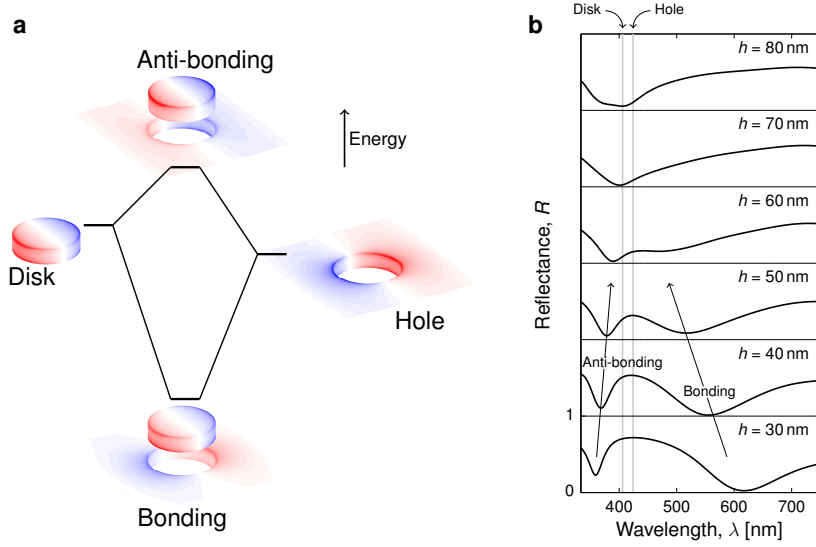 a
Anti-bonding
Energy
Disk
Hole
Bonding
b
Disk
Hole
h = 80 nm
h = 70 nm
h = 60 nm
h = 50 nm
h = 40 nm
h = 30 nm
Anti-bonding
Bonding
Reflectance, R
1
0
400
500
600
700
Wavelength, λ [nm]